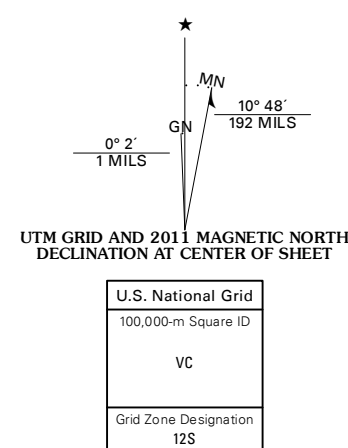 ★
MN
GN
10° 48´
192 MILS
0° 2´
1 MILS
UTM GRID AND 2011 MAGNETIC NORTH
DECLINATION AT CENTER OF SHEET
U.S. National Grid
100,000-m Square ID
VC
Grid Zone Designation
12S